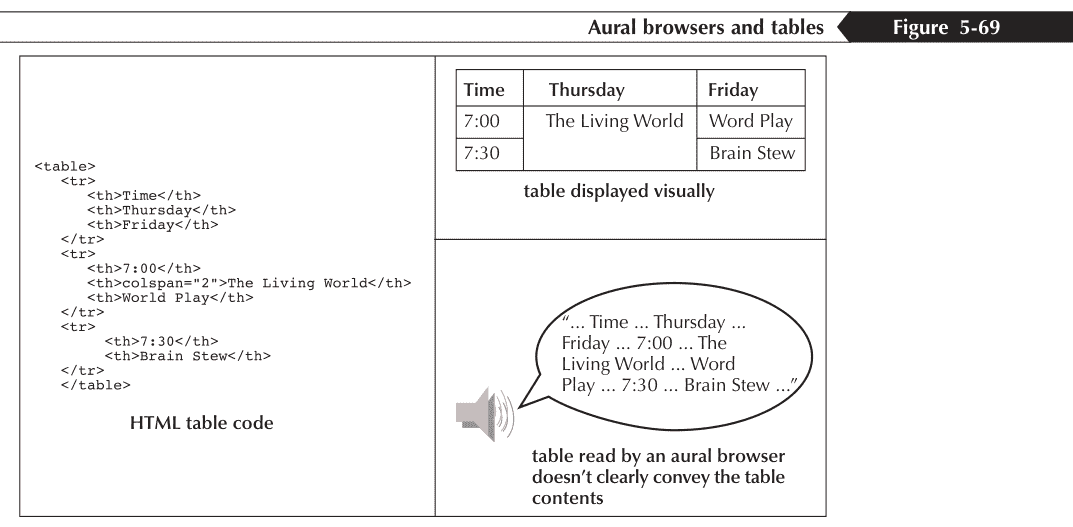 Aural browsers and tables
Figure 5-69
<table>
<tr>
<th>Time</th>
<th>Thursday</th>
<th>Friday</th>
</tr>
<tr>
<th>7:00</th>
<th>colspan="2">The Living World</th>
<th>World Play</th>
</tr>
<tr>
<th>7:30</th>
<th>Brain Stew</th>
</tr>
</table>
HTML table code
Time Thursday Friday
7:00 The Living World Word Play
7:30 Brain Stew
table displayed visually
“... Time ... Thursday ...
Friday ... 7:00 ... The
Living World ... Word
Play ... 7:30 ... Brain Stew ...”
table read by an aural browser
doesn’t clearly convey the table
contents